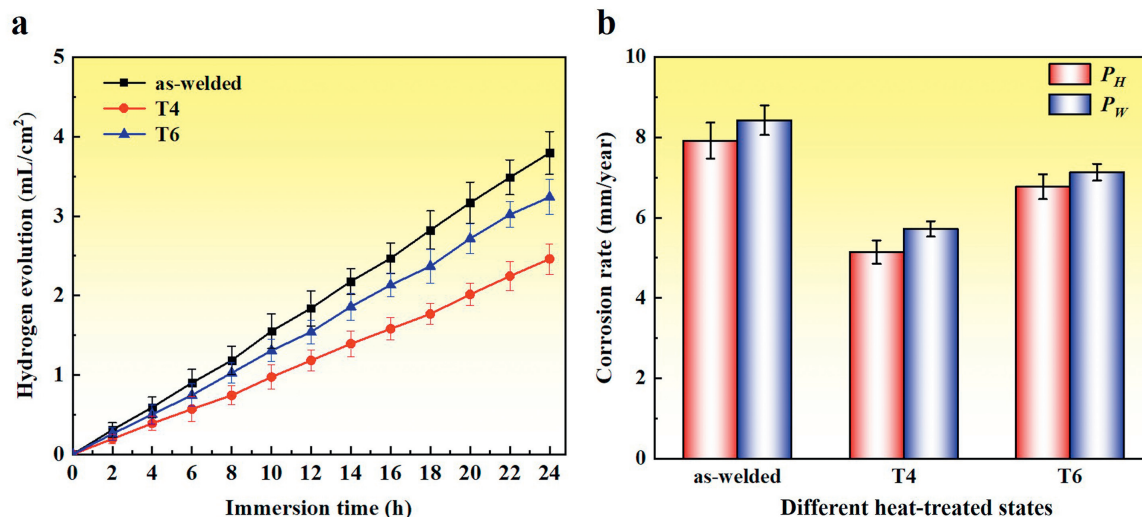 a
Hydrogen evolution (mL/cm²)
5
4
3
2
1
0
as-welded
T4
T6
0 2 4 6 8 10 12 14 16 18 20 22 24
Immersion time (h)
b
Corrosion rate (mm/year)
10
8
6
4
2
0
P_H
P_W
as-welded T4 T6
Different heat-treated states